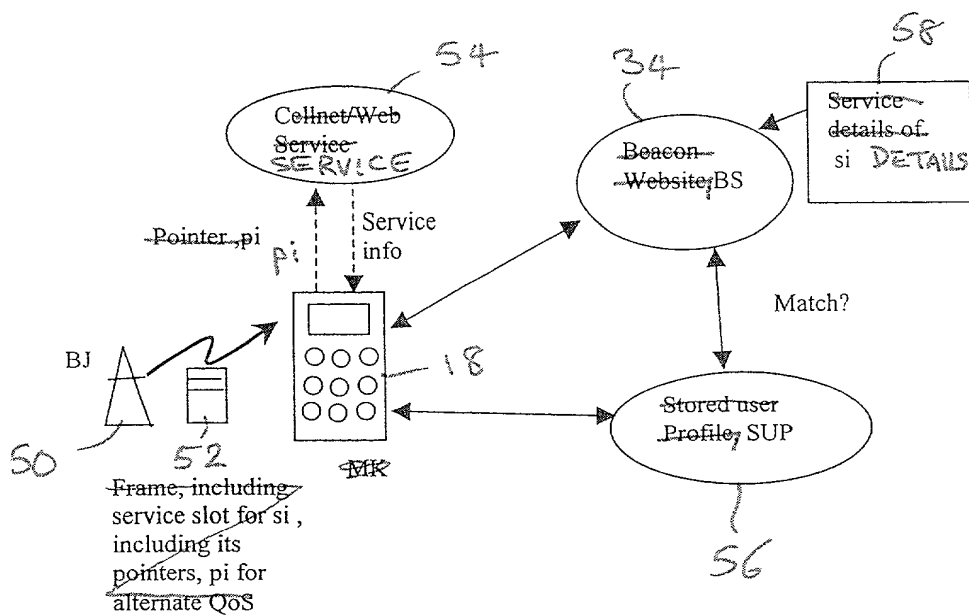 54
34
58
Cellnet/Web
Service
SERVICE
Service
details of
si DETAILS
Beacon
Website, BS
Pointer ,pi
pi
Service
info
Match?
BJ
18
50
52
MK
Stored user
Profile, SUP
56
Frame, including
service slot for si ,
including its
pointers, pi for
alternate QoS